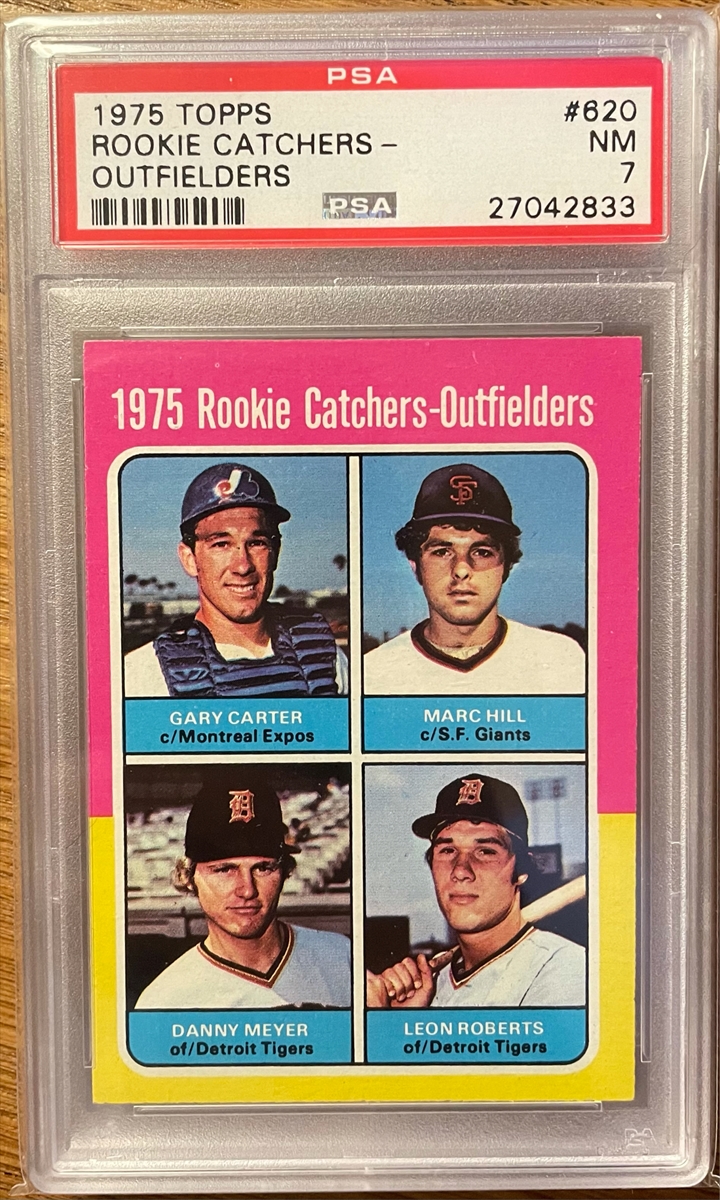 PSA
1975 TOPPS #620
ROOKIE CATCHERS- NM
OUTFIELDERS 7
PSA 27042833
1975 Rookie Catchers-Outfielders
SF
GARY CARTER
c/Montreal Expos
MARC HILL
c/S.F. Giants
D
D
DANNY MEYER
of/Detroit Tigers
LEON ROBERTS
of/Detroit Tigers